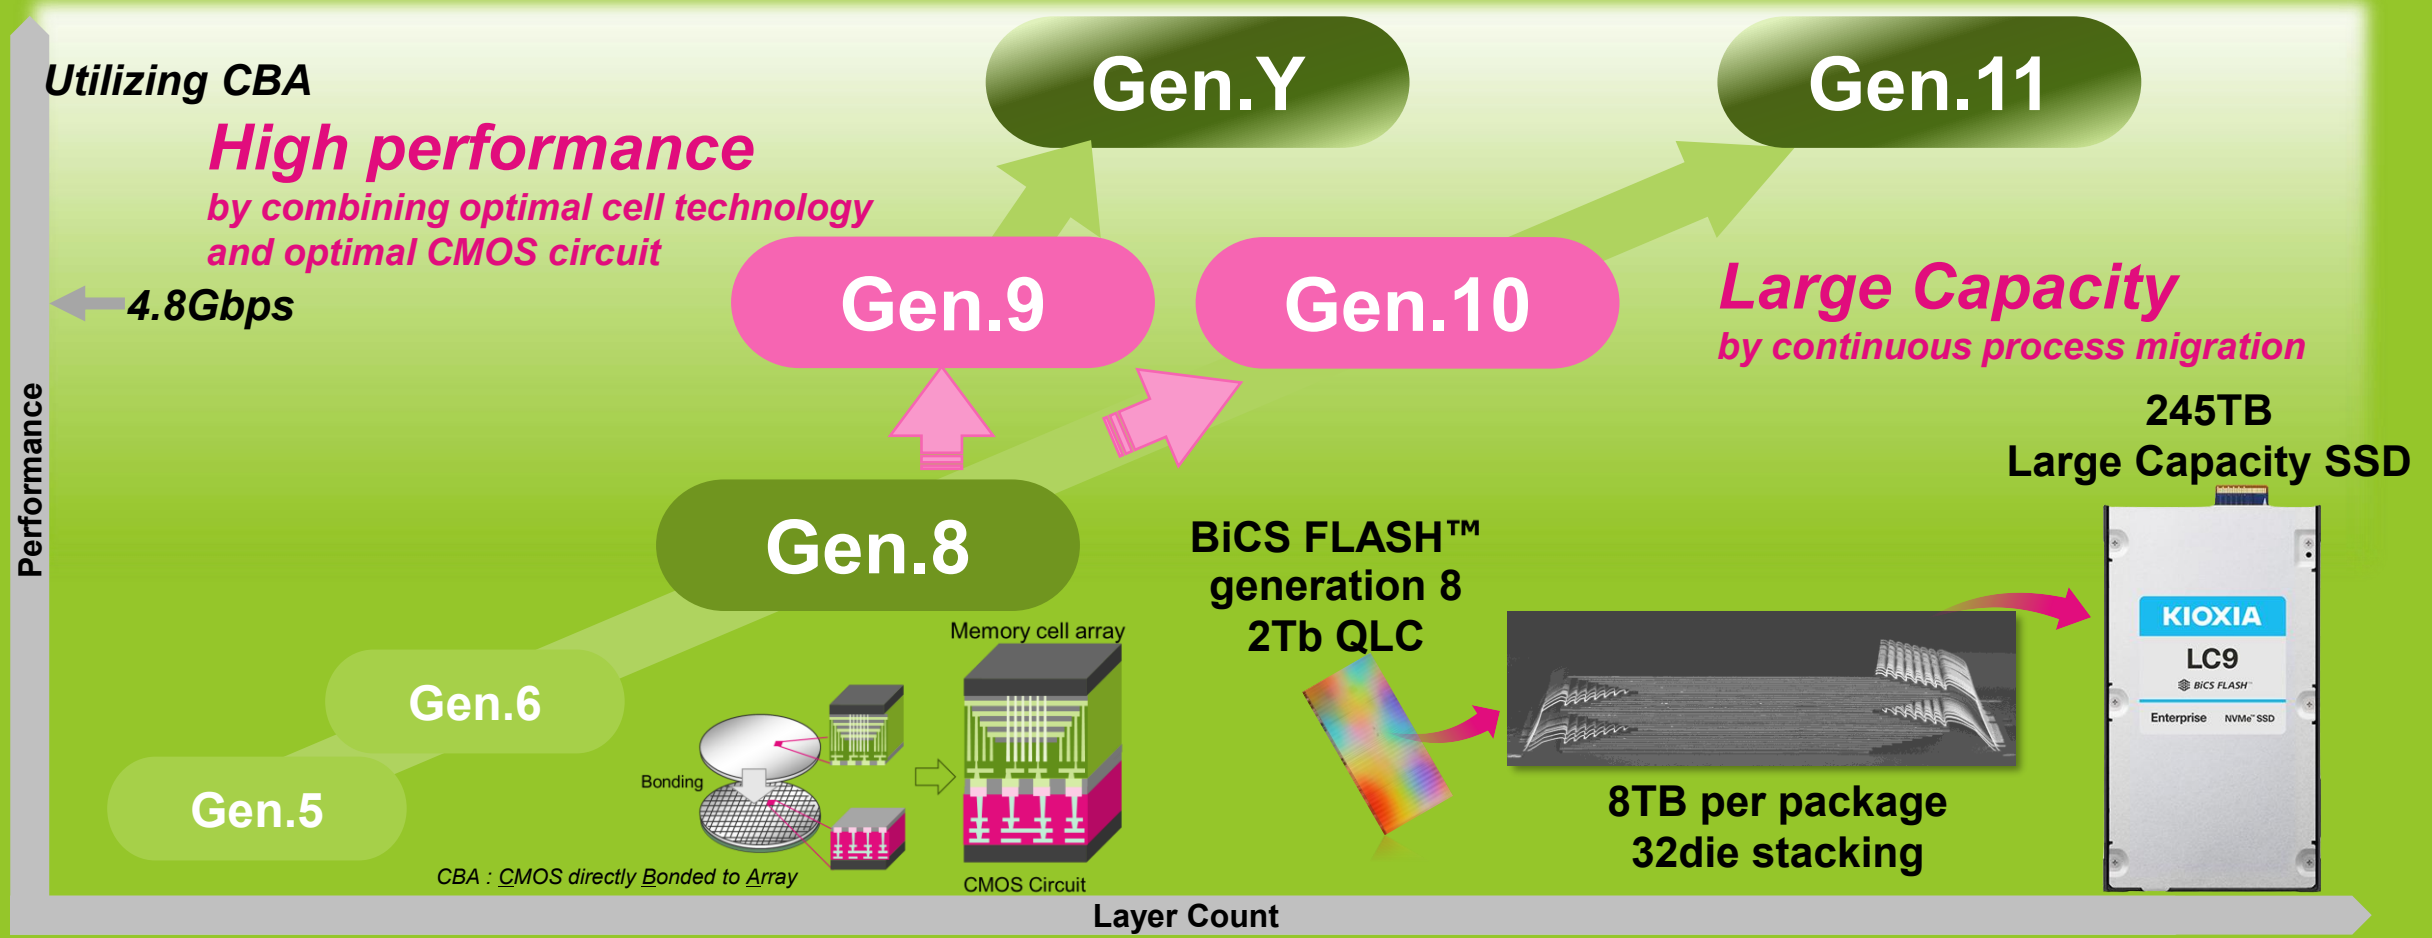 Utilizing CBA
High performance
by combining optimal cell technology
and optimal CMOS circuit
4.8Gbps
Performance
Gen.Y
Gen.11
Gen.9
Gen.10
Large Capacity
by continuous process migration
245TB
Large Capacity SSD
Gen.8
Gen.6
Gen.5
BiCS FLASH™
generation 8
2Tb QLC
Memory cell array
Bonding
CMOS Circuit
CBA : CMOS directly Bonded to Array
8TB per package
32die stacking
KIOXIA
LC9
BiCS FLASH™
Enterprise NVMe™ SSD
Layer Count